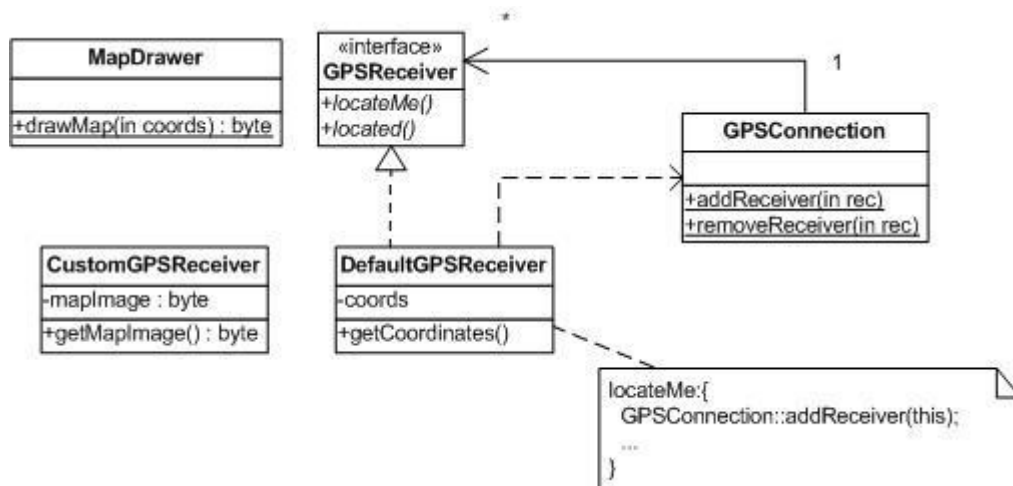 MapDrawer
+drawMap(in coords) : byte
«interface»
GPSReceiver
+locateMe()
+located()
*
1
GPSConnection
+addReceiver(in rec)
+removeReceiver(in rec)
CustomGPSReceiver
-mapImage : byte
+getMapImage() : byte
DefaultGPSReceiver
-coords
+getCoordinates()
locateMe:{
GPSConnection::addReceiver(this);
...
}